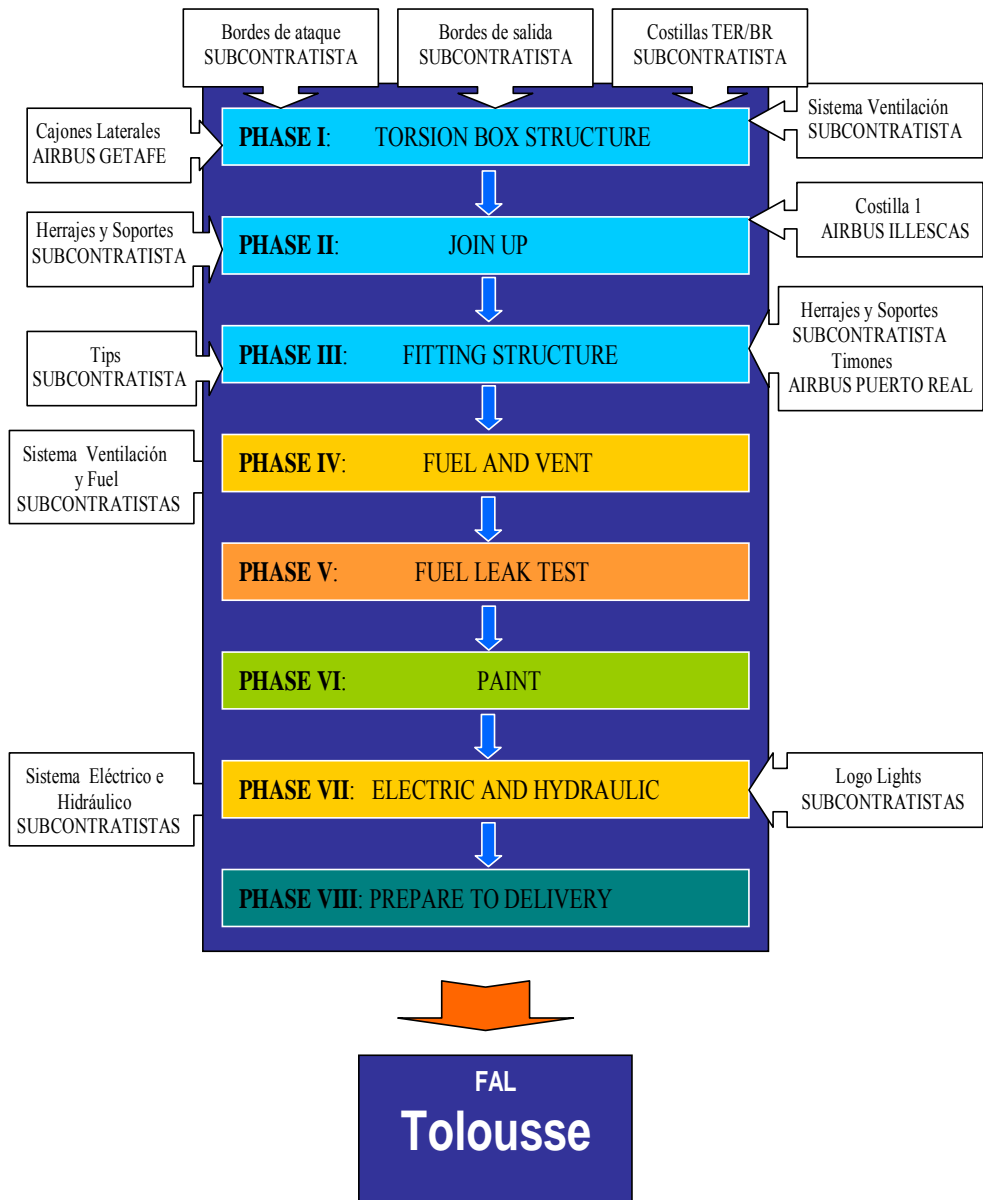 Bordes de ataque
SUBCONTRATISTA
Bordes de salida
SUBCONTRATISTA
Costillas TER/BR
SUBCONTRATISTA
Cajones Laterales
AIRBUS GETAFE
PHASE I: TORSION BOX STRUCTURE
Sistema Ventilación
SUBCONTRATISTA
Herrajes y Soportes
SUBCONTRATISTA
PHASE II: JOIN UP
Costilla 1
AIRBUS ILLESCAS
Tips
SUBCONTRATISTA
PHASE III: FITTING STRUCTURE
Herrajes y Soportes
SUBCONTRATISTA
Timones
AIRBUS PUERTO REAL
Sistema Ventilación
y Fuel
SUBCONTRATISTAS
PHASE IV: FUEL AND VENT
PHASE V: FUEL LEAK TEST
PHASE VI: PAINT
Sistema Eléctrico e
Hidráulico
SUBCONTRATISTAS
PHASE VII: ELECTRIC AND HYDRAULIC
Logo Lights
SUBCONTRATISTAS
PHASE VIII: PREPARE TO DELIVERY
FAL
Tolousse